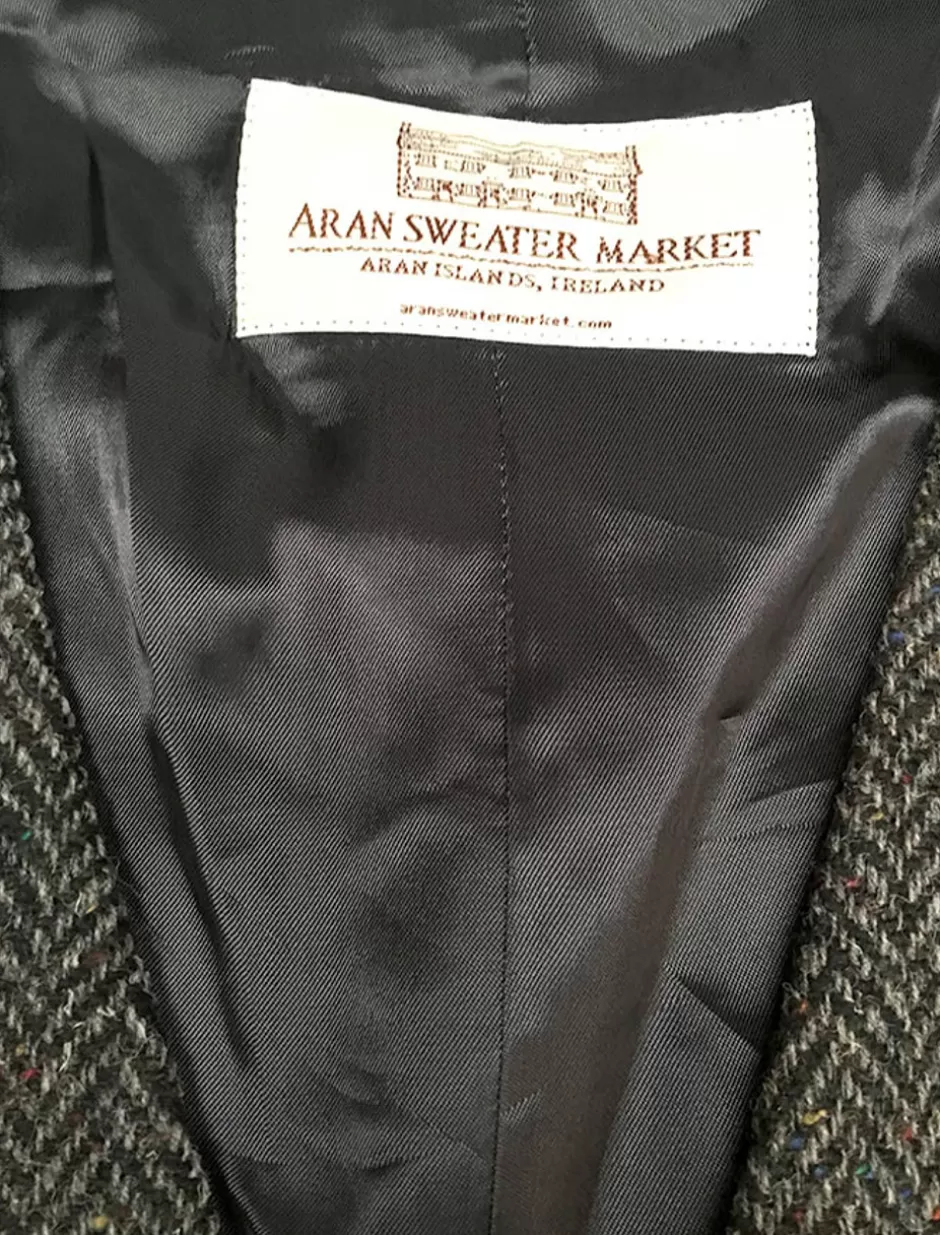 ARAN SWEATER MARKET
ARAN ISLANDS, IRELAND
aransweatermarket.com